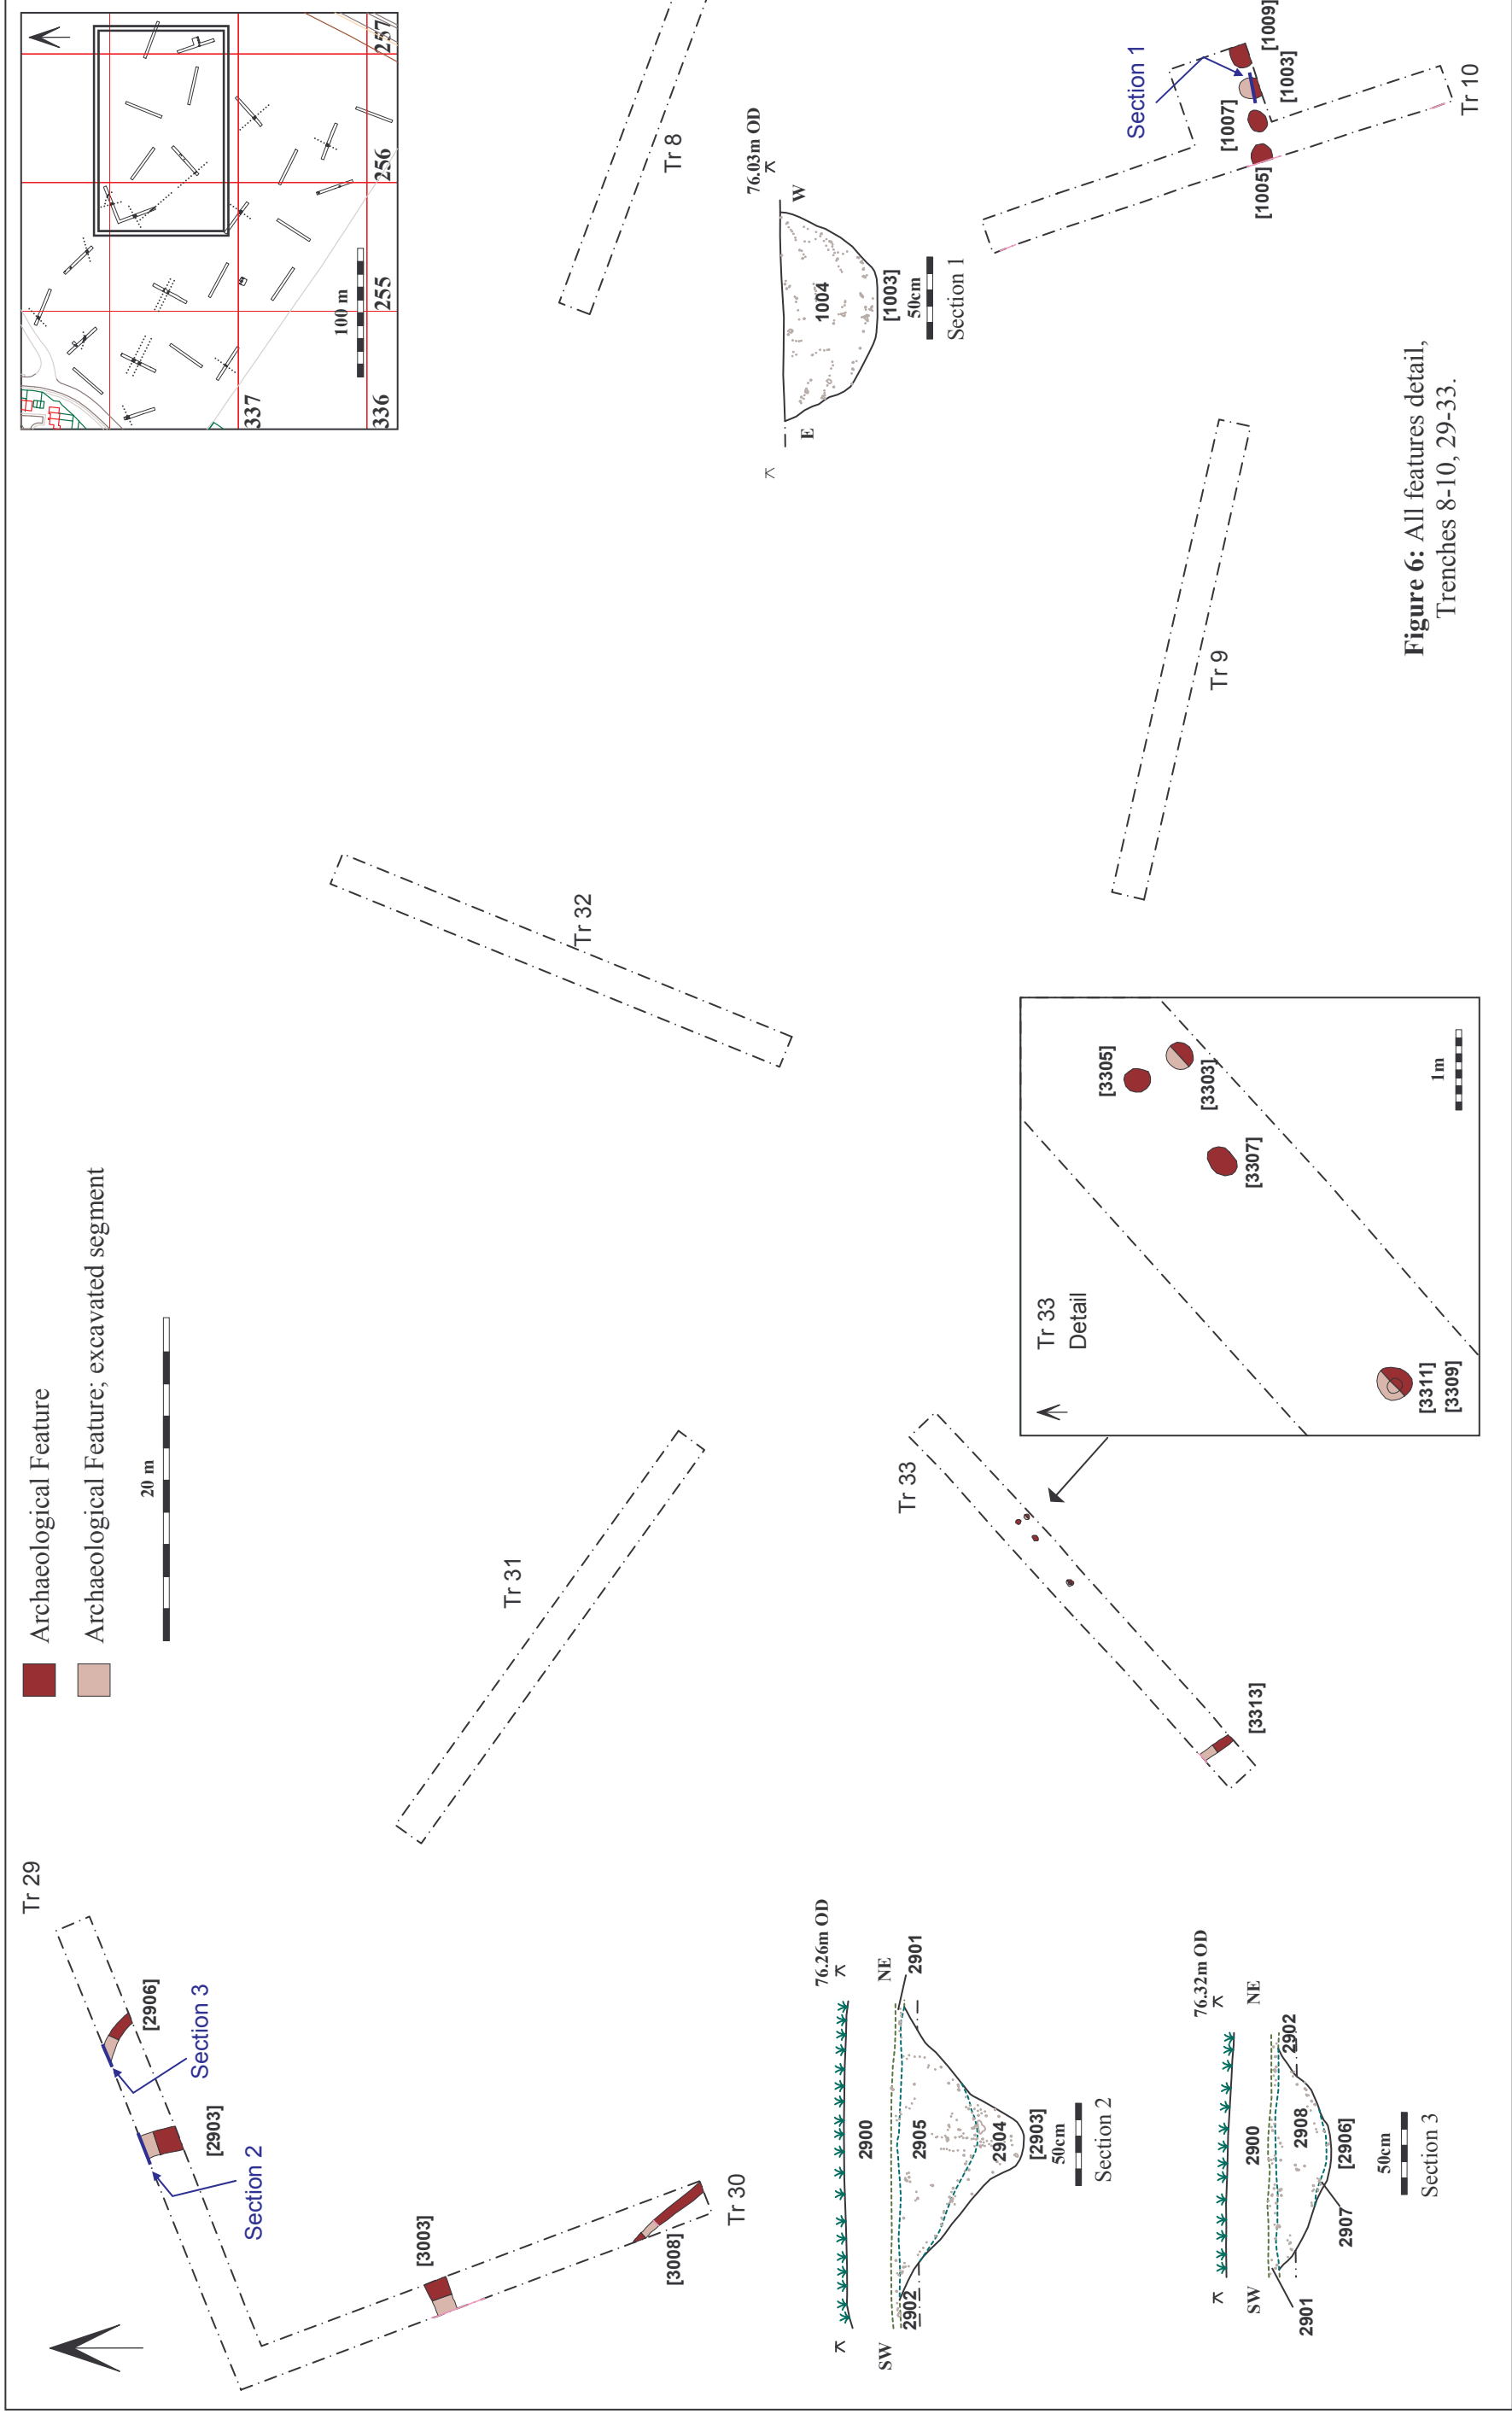 Tr 29
[2906]
Section 3
[2903]
Section 2
Tr 30
[3003]
[3008]
Archaeological Feature
Archaeological Feature; excavated segment
20 m
Tr 31
Tr 32
Tr 33
[3313]
Tr 33
Detail
[3305]
[3303]
[3307]
[3311]
[3309]
1m
76.26m OD
SW
NE
2900
2901
2902
2905
2904
[2903]
50cm
Section 2
76.32m OD
SW
NE
2900
2901
2902
2908
2907
[2906]
50cm
Section 3
100 m
337
336
255
256
257
Tr 8
76.03m OD
E
W
1004
[1003]
50cm
Section 1
Tr 9
Section 1
[1009]
[1003]
[1007]
[1005]
Tr 10
Figure 6: All features detail,
Trenches 8-10, 29-33.